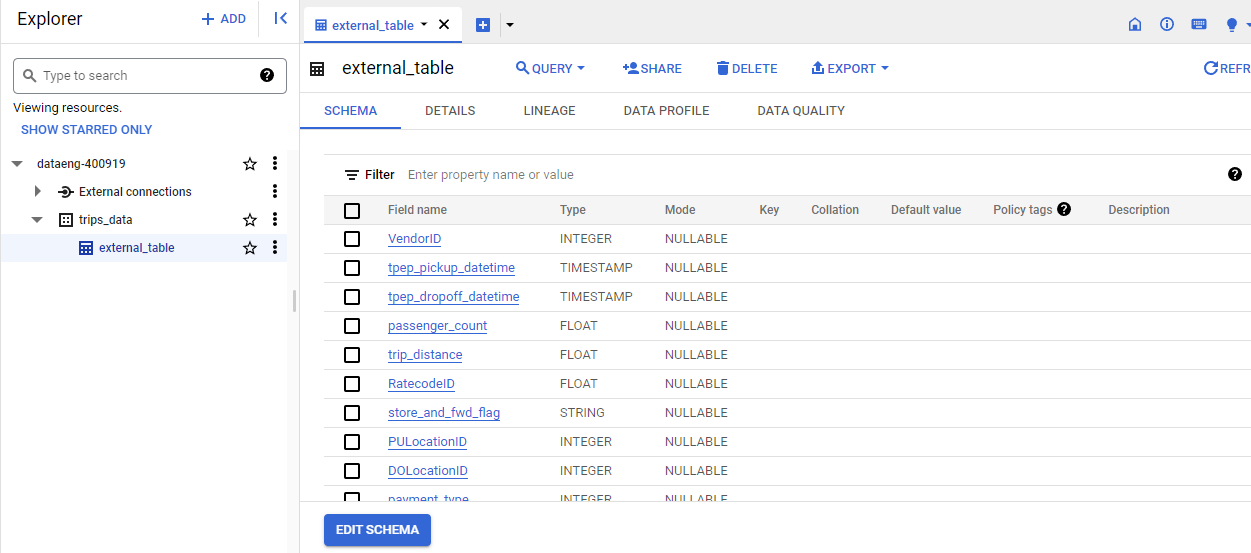 Explorer
+ ADD
Type to search
Viewing resources.
SHOW STARRED ONLY
dataeng-400919
External connections
trips_data
external_table
external_table
external_table
QUERY
SHARE
DELETE
EXPORT
REFR
SCHEMA DETAILS LINEAGE DATA PROFILE DATA QUALITY
Filter Enter property name or value
Field name Type Mode Key Collation Default value Policy tags Description
VendorID INTEGER NULLABLE
tpep_pickup_datetime TIMESTAMP NULLABLE
tpep_dropoff_datetime TIMESTAMP NULLABLE
passenger_count FLOAT NULLABLE
trip_distance FLOAT NULLABLE
RatecodeID FLOAT NULLABLE
store_and_fwd_flag STRING NULLABLE
PULocationID INTEGER NULLABLE
DOLocationID INTEGER NULLABLE
payment_type INTEGER NULLABLE
EDIT SCHEMA